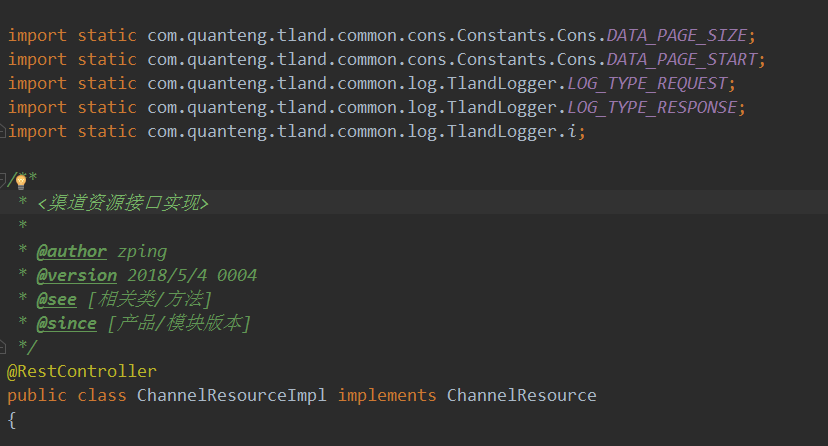 import static com.quanteng.tland.common.cons.Constants.Cons.DATA_PAGE_SIZE;
import static com.quanteng.tland.common.cons.Constants.Cons.DATA_PAGE_START;
import static com.quanteng.tland.common.log.TlandLogger.LOG_TYPE_REQUEST;
import static com.quanteng.tland.common.log.TlandLogger.LOG_TYPE_RESPONSE;
import static com.quanteng.tland.common.log.TlandLogger.i;
/**
* <渠道资源接口实现>
*
* @author zping
* @version 2018/5/4 0004
* @see [相关类/方法]
* @since [产品/模块版本]
*/
@RestController
public class ChannelResourceImpl implements ChannelResource
{